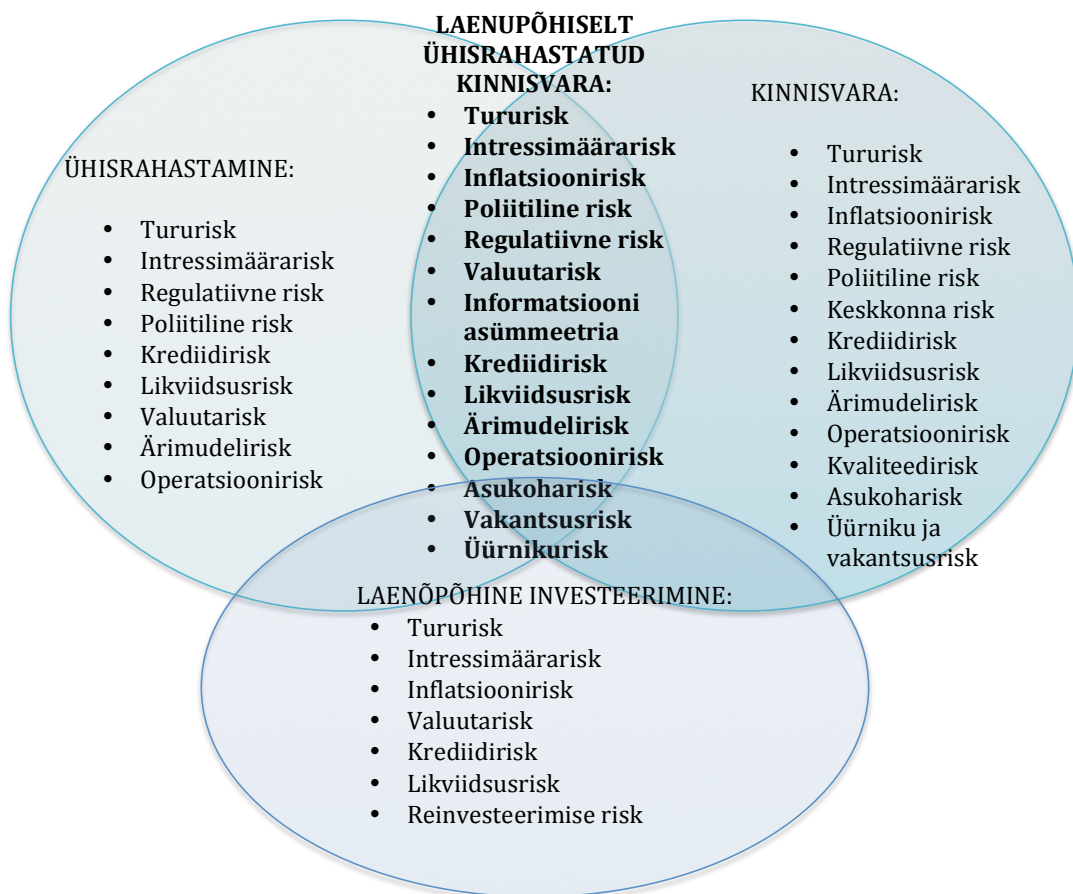 LAENUPÕHISELT
ÜHISRAHASTATUD
KINNISVARA:
• Tururisk
• Intressimäärarisk
• Inflatsioonirisk
• Poliitiline risk
• Regulatiivne risk
• Valuutarisk
• Informatsiooni
asümmeetria
• Krediidirisk
• Likviidsusrisk
• Ärimudelirisk
• Operatsioonirisk
• Asukoharisk
• Vakantsusrisk
• Üürnikurisk
ÜHISRAHASTAMINE:
• Tururisk
• Intressimäärarisk
• Regulatiivne risk
• Poliitiline risk
• Krediidirisk
• Likviidsusrisk
• Valuutarisk
• Ärimudelirisk
• Operatsioonirisk
KINNISVARA:
• Tururisk
• Intressimäärarisk
• Inflatsioonirisk
• Regulatiivne risk
• Poliitiline risk
• Keskkonna risk
• Krediidirisk
• Likviidsusrisk
• Ärimudelirisk
• Operatsioonirisk
• Kvaliteedirisk
• Asukoharisk
• Üürniku ja
vakantsusrisk
LAENÕPÕHINE INVESTEERIMINE:
• Tururisk
• Intressimäärarisk
• Inflatsioonirisk
• Valuutarisk
• Krediidirisk
• Likviidsusrisk
• Reinvesteerimise risk